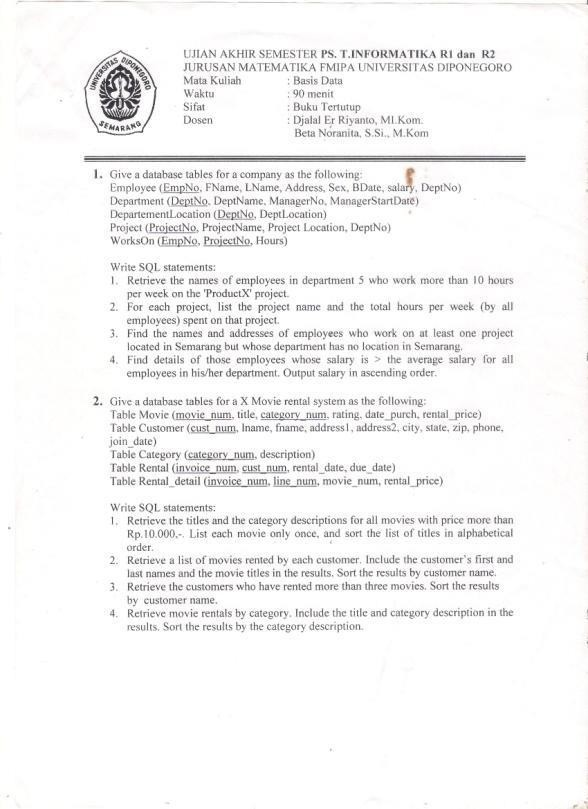 UNIVERSITAS DIPONEGORO
SEMARANG
UJIAN AKHIR SEMESTER PS. T.INFORMATIKA R1 dan R2
JURUSAN MATEMATIKA FMIPA UNIVERSITAS DIPONEGORO
Mata Kuliah : Basis Data
Waktu : 90 menit
Sifat : Buku Tertutup
Dosen : Djalal Er Riyanto, MI.Kom.
Beta Noranita, S.Si., M.Kom
1. Give a database tables for a company as the following:
Employee (EmpNo, FName, LName, Address, Sex, BDate, salary, DeptNo)
Department (DeptNo, DeptName, ManagerNo, ManagerStartDate)
DepartementLocation (DeptNo, DeptLocation)
Project (ProjectNo, ProjectName, Project Location, DeptNo)
WorksOn (EmpNo, ProjectNo, Hours)
Write SQL statements:
1. Retrieve the names of employees in department 5 who work more than 10 hours
per week on the 'ProductX' project.
2. For each project, list the project name and the total hours per week (by all
employees) spent on that project.
3. Find the names and addresses of employees who work on at least one project
located in Semarang but whose department has no location in Semarang.
4. Find details of those employees whose salary is > the average salary for all
employees in his/her department. Output salary in ascending order.
2. Give a database tables for a X Movie rental system as the following:
Table Movie (movie_num, title, category_num, rating, date_purch, rental_price)
Table Customer (cust_num, lname, fname, address1, address2, city, state, zip, phone,
join_date)
Table Category (category_num, description)
Table Rental (invoice_num, cust_num, rental_date, due_date)
Table Rental_detail (invoice_num, line_num, movie_num, rental_price)
Write SQL statements:
1. Retrieve the titles and the category descriptions for all movies with price more than
Rp.10.000,-. List each movie only once, and sort the list of titles in alphabetical
order.
2. Retrieve a list of movies rented by each customer. Include the customer's first and
last names and the movie titles in the results. Sort the results by customer name.
3. Retrieve the customers who have rented more than three movies. Sort the results
by customer name.
4. Retrieve movie rentals by category. Include the title and category description in the
results. Sort the results by the category description.